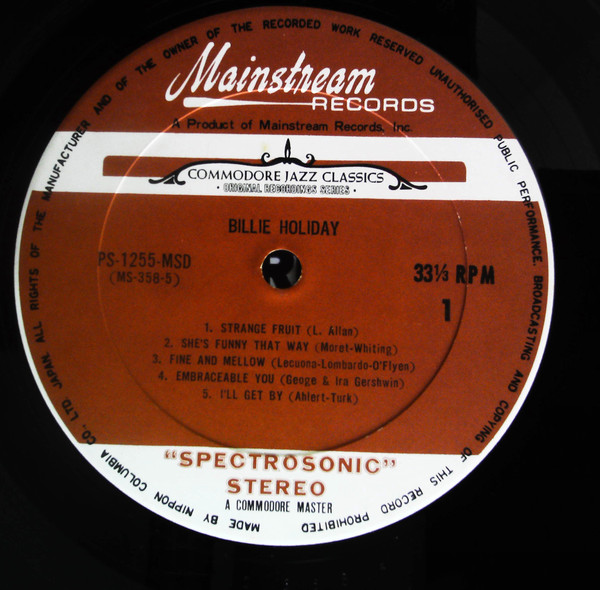 Mainstream
RECORDS
A Product of Mainstream Records, Inc.
COMMODORE JAZZ CLASSICS
• ORIGINAL RECORDINGS SERIES •
BILLIE HOLIDAY
PS-1255-MSD
(MS-358-5)
33⅓ RPM
1
1. STRANGE FRUIT (L. Allan)
2. SHE'S FUNNY THAT WAY (Moret-Whiting)
3. FINE AND MELLOW (Lecuona-Lombardo-O'Flyen)
4. EMBRACEABLE YOU (Geoge & Ira Gershwin)
5. I'LL GET BY (Ahlert-Turk)
"SPECTROSONIC"
STEREO
A COMMODORE MASTER
MADE BY NIPPON COLUMBIA CO., LTD. JAPAN. ALL RIGHTS OF THE MANUFACTURER AND OF THE OWNER OF THE RECORDED WORK RESERVED UNAUTHORISED PUBLIC PERFORMANCE, BROADCASTING AND COPYING OF THIS RECORD PROHIBITED